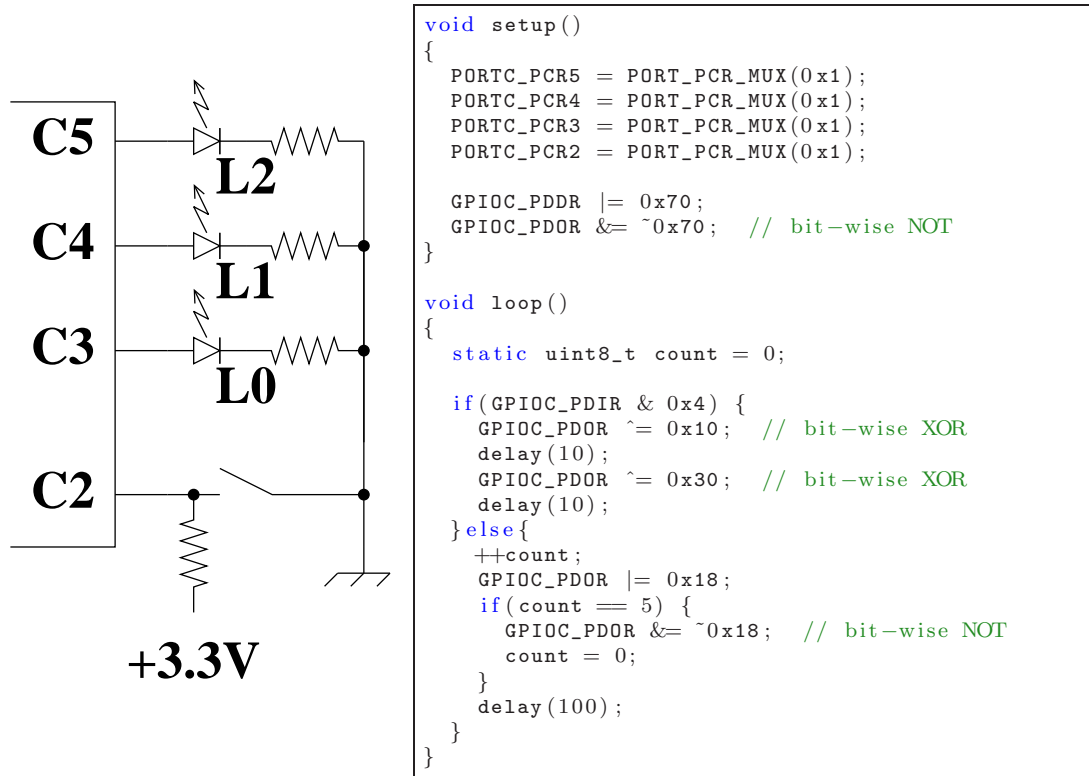 C5
L2
C4
L1
C3
L0
C2
+3.3V
void setup()
{
PORTC_PCR5 = PORT_PCR_MUX(0x1);
PORTC_PCR4 = PORT_PCR_MUX(0x1);
PORTC_PCR3 = PORT_PCR_MUX(0x1);
PORTC_PCR2 = PORT_PCR_MUX(0x1);
GPIOC_PDDR |= 0x70;
GPIOC_PDOR &= ~0x70; // bit-wise NOT
}
void loop()
{
static uint8_t count = 0;
if(GPIOC_PDIR & 0x4) {
GPIOC_PDOR ^= 0x10; // bit-wise XOR
delay(10);
GPIOC_PDOR ^= 0x30; // bit-wise XOR
delay(10);
}else{
++count;
GPIOC_PDOR |= 0x18;
if(count == 5) {
GPIOC_PDOR &= ~0x18; // bit-wise NOT
count = 0;
}
delay(100);
}
}